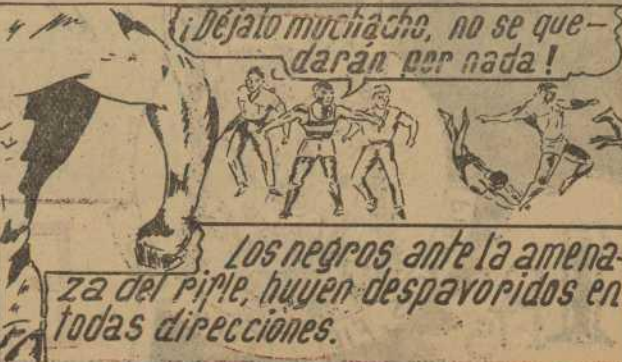 ¡Déjalo muchacho, no se que-
darán por nada!
Los negros ante la amena-
za del rifle, huyen despavoridos en
todas direcciones.